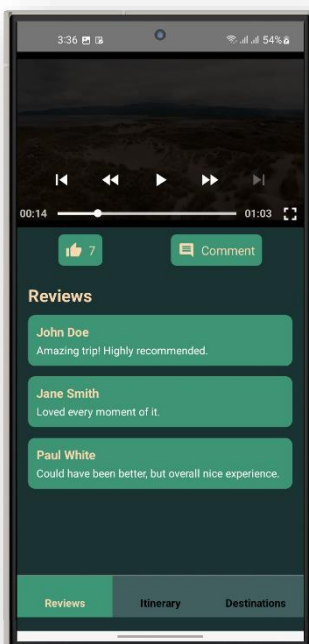 3:36 54%
00:14 01:03
7 Comment
Reviews
John Doe
Amazing trip! Highly recommended.
Jane Smith
Loved every moment of it.
Paul White
Could have been better, but overall nice experience.
Reviews Itinerary Destinations